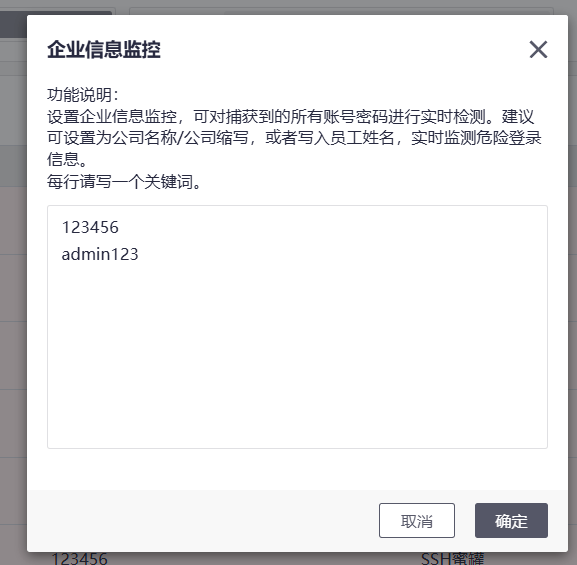 企业信息监控
功能说明：
设置企业信息监控，可对捕获到的所有账号密码进行实时检测。建议
可设置为公司名称/公司缩写，或者写入员工姓名，实时监测危险登录
信息。
每行请写一个关键词。
123456
admin123
取消
确定
123456
SSH蜜罐